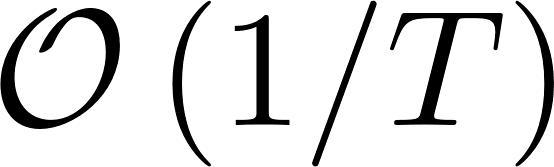 𝒪 (1/T)